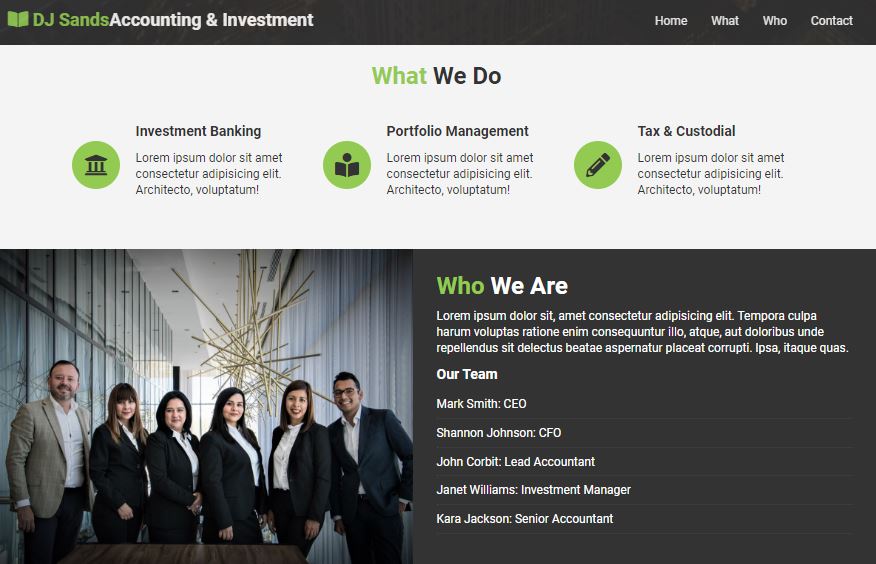 DJ SandsAccounting & Investment
Home What Who Contact
What We Do
Investment Banking
Lorem ipsum dolor sit amet
consectetur adipisicing elit.
Architecto, voluptatum!
Portfolio Management
Lorem ipsum dolor sit amet
consectetur adipisicing elit.
Architecto, voluptatum!
Tax & Custodial
Lorem ipsum dolor sit amet
consectetur adipisicing elit.
Architecto, voluptatum!
Who We Are
Lorem ipsum dolor sit, amet consectetur adipisicing elit. Tempora culpa
harum voluptas ratione enim consequuntur illo, atque, aut doloribus unde
repellendus sit delectus beatae aspernatur placeat corrupti. Ipsa, itaque quas.
Our Team
Mark Smith: CEO
Shannon Johnson: CFO
John Corbit: Lead Accountant
Janet Williams: Investment Manager
Kara Jackson: Senior Accountant